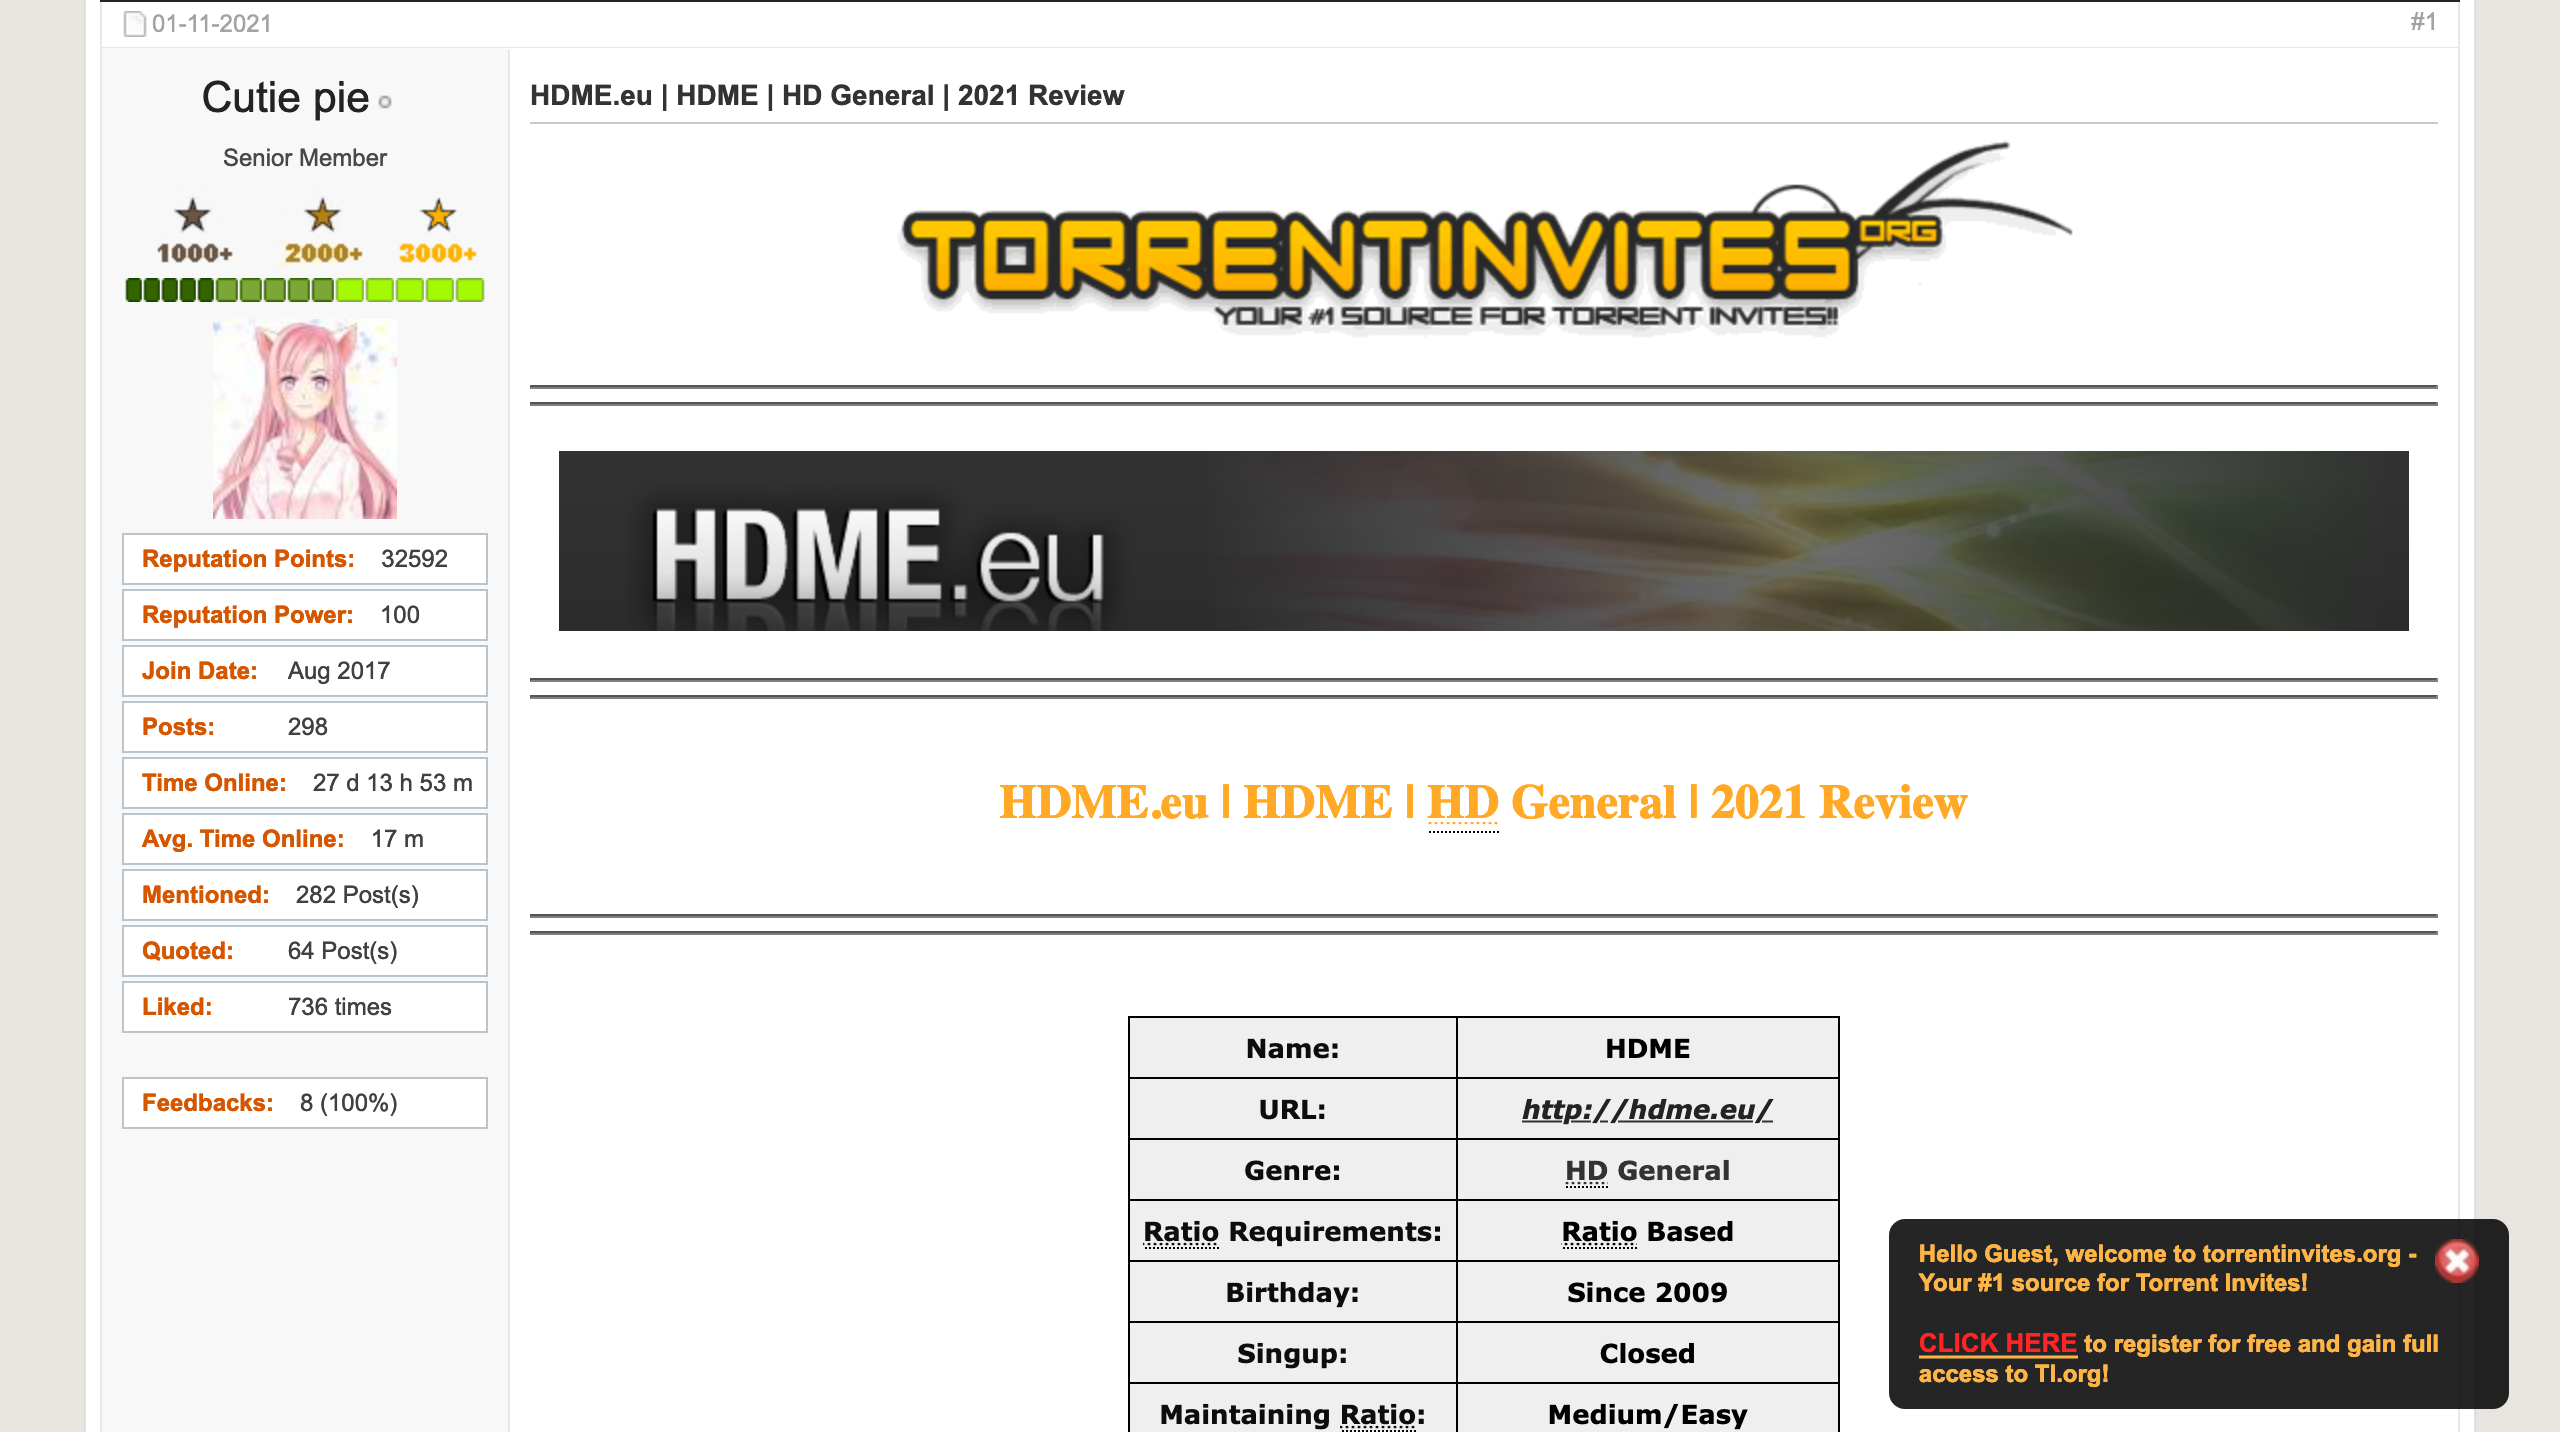 01-11-2021
#1
Cutie pie
Senior Member
1000+ 2000+ 3000+
Reputation Points: 32592
Reputation Power: 100
Join Date: Aug 2017
Posts: 298
Time Online: 27 d 13 h 53 m
Avg. Time Online: 17 m
Mentioned: 282 Post(s)
Quoted: 64 Post(s)
Liked: 736 times
Feedbacks: 8 (100%)
HDME.eu | HDME | HD General | 2021 Review
TORRENTINVITES ORG
YOUR #1 SOURCE FOR TORRENT INVITES!!
HDME.eu
HDME.eu | HDME | HD General | 2021 Review
Name: HDME
URL: http://hdme.eu/
Genre: HD General
Ratio Requirements: Ratio Based
Birthday: Since 2009
Singup: Closed
Maintaining Ratio: Medium/Easy
Hello Guest, welcome to torrentinvites.org -
Your #1 source for Torrent Invites!
CLICK HERE to register for free and gain full
access to TI.org!